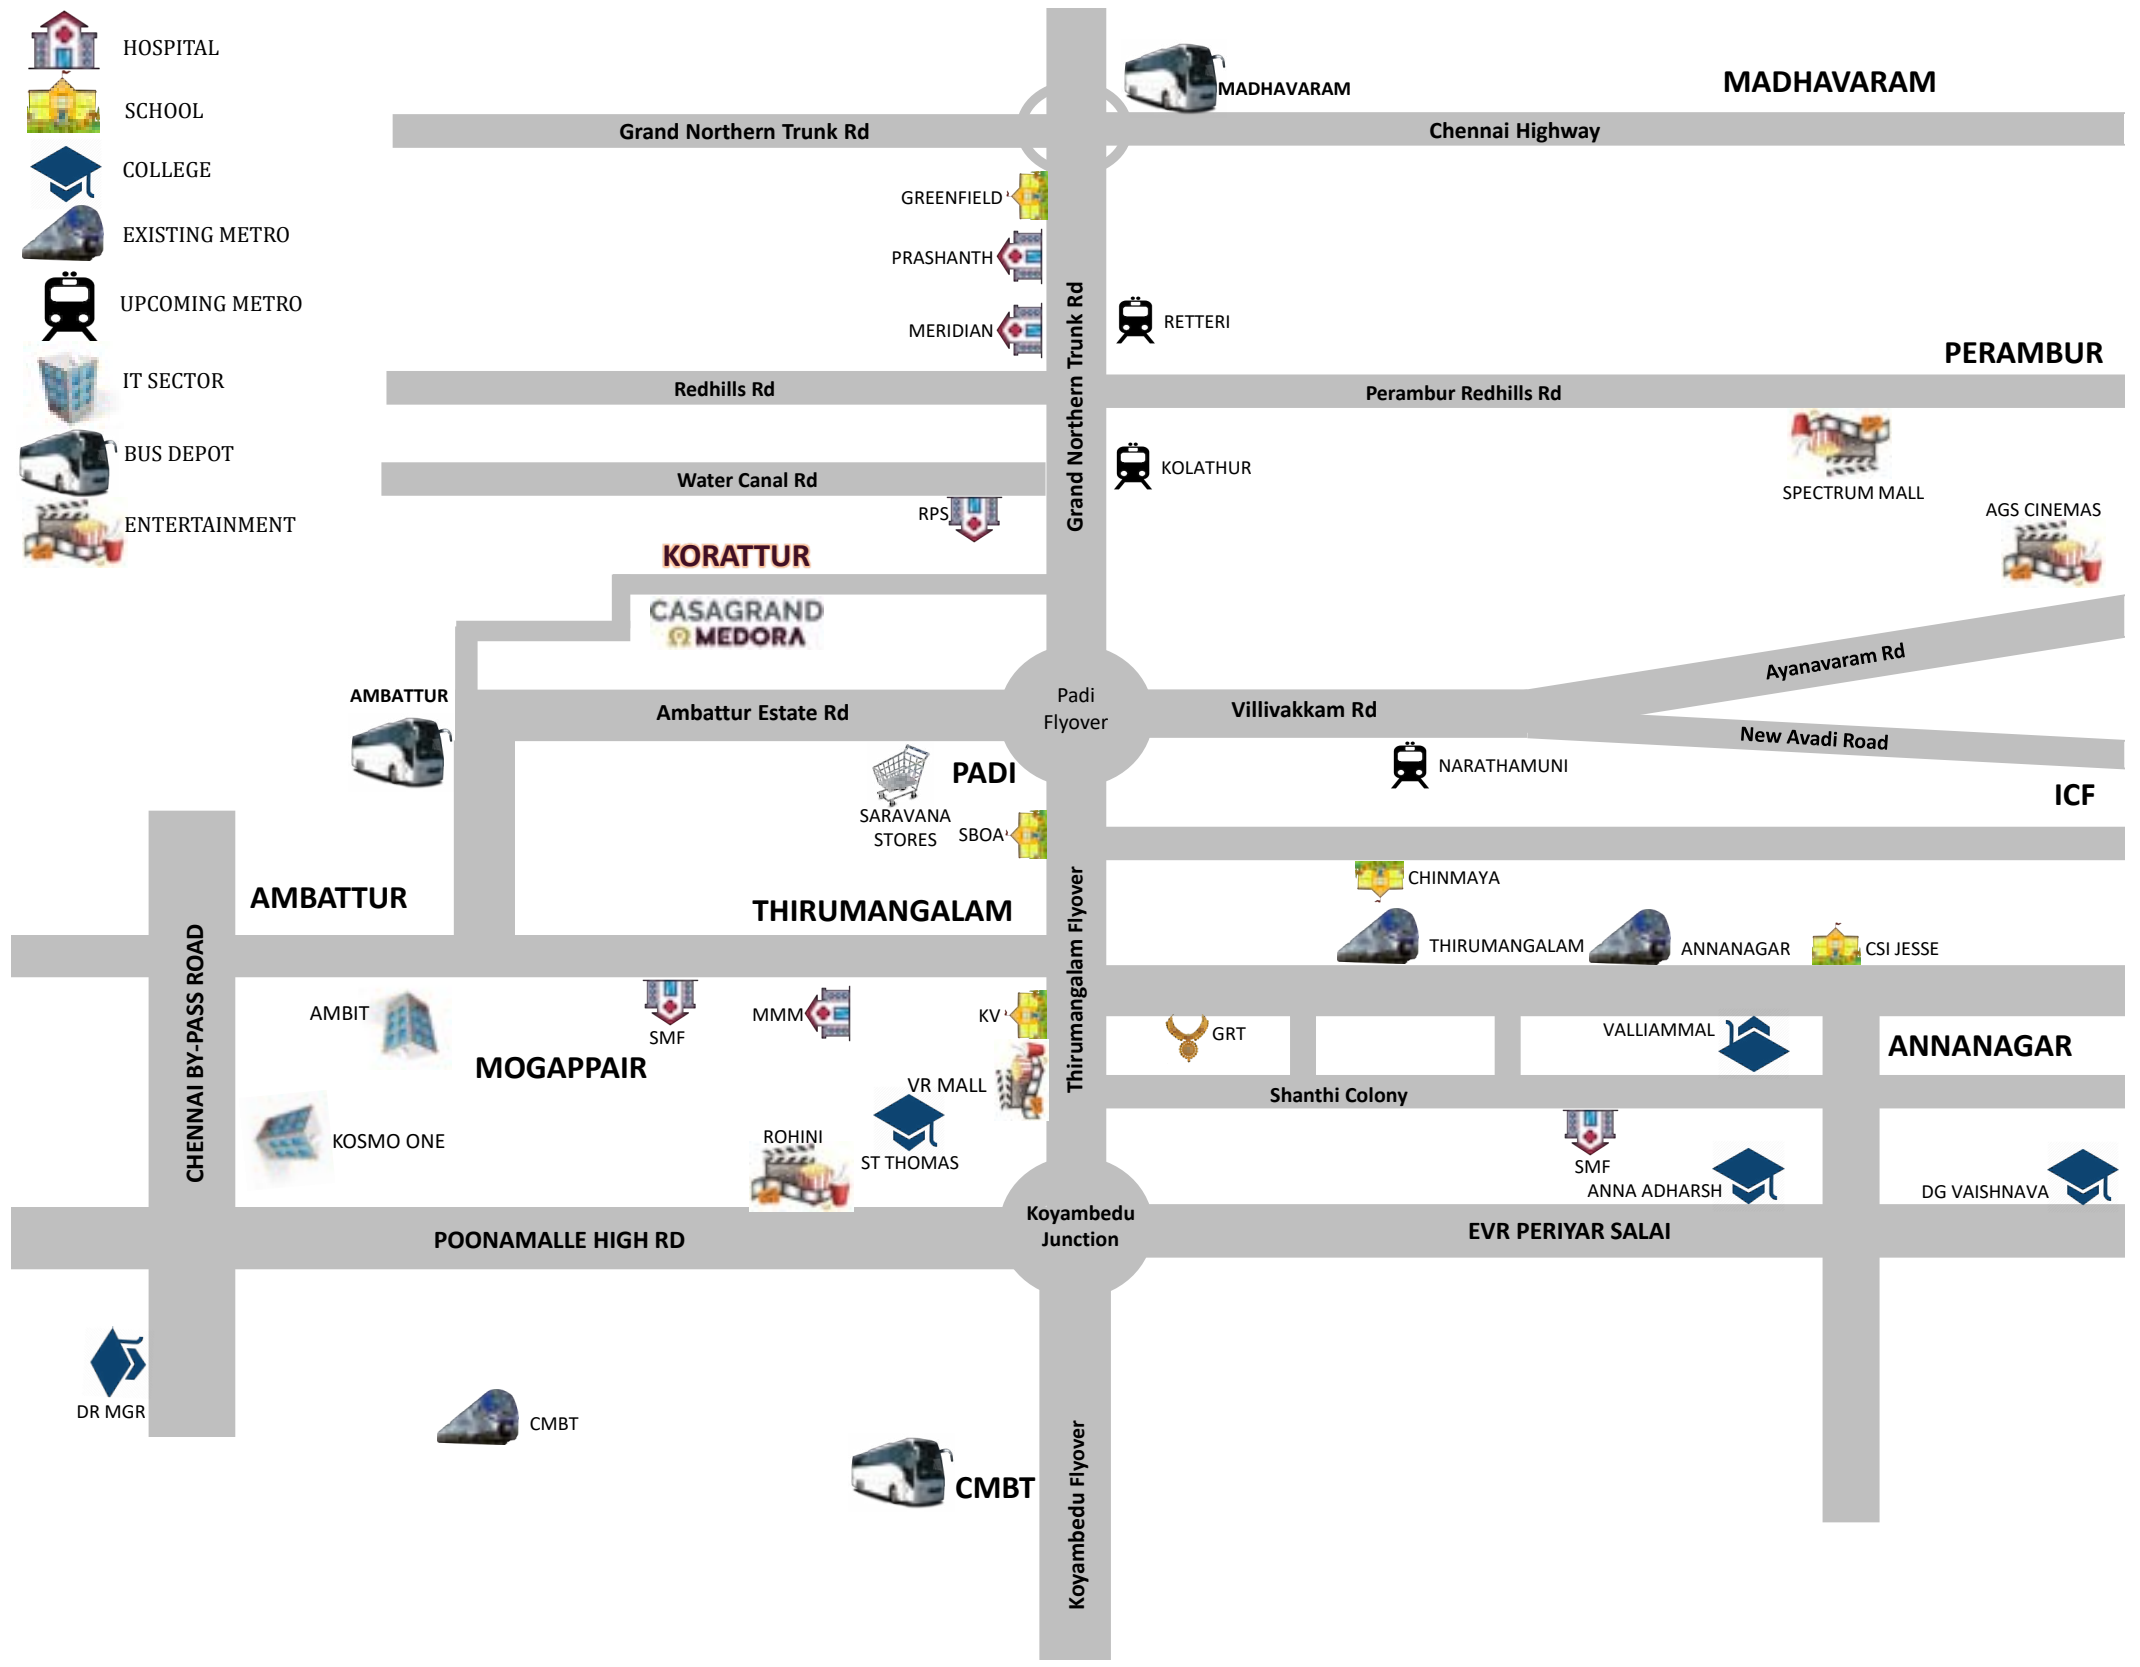 HOSPITAL
SCHOOL
COLLEGE
EXISTING METRO
UPCOMING METRO
IT SECTOR
BUS DEPOT
ENTERTAINMENT
MADHAVARAM
MADHAVARAM
Grand Northern Trunk Rd
Chennai Highway
GREENFIELD
PRASHANTH
MERIDIAN
Grand Northern Trunk Rd
RETTERI
PERAMBUR
Redhills Rd
Perambur Redhills Rd
Water Canal Rd
KOLATHUR
SPECTRUM MALL
RPS
AGS CINEMAS
KORATTUR
CASAGRAND
MEDORA
AMBATTUR
Ambattur Estate Rd
Padi
Flyover
Villivakkam Rd
Ayanavaram Rd
New Avadi Road
PADI
NARATHAMUNI
ICF
SARAVANA
STORES
SBOA
CHINMAYA
AMBATTUR
THIRUMANGALAM
Thirumangalam Flyover
THIRUMANGALAM
ANNANAGAR
CSI JESSE
CHENNAI BY-PASS ROAD
AMBIT
SMF
MMM
KV
GRT
VALLIAMMAL
ANNANAGAR
MOGAPPAIR
VR MALL
Shanthi Colony
KOSMO ONE
ROHINI
ST THOMAS
SMF
ANNA ADHARSH
DG VAISHNAVA
Koyambedu
Junction
POONAMALLE HIGH RD
EVR PERIYAR SALAI
DR MGR
CMBT
CMBT
Koyambedu Flyover